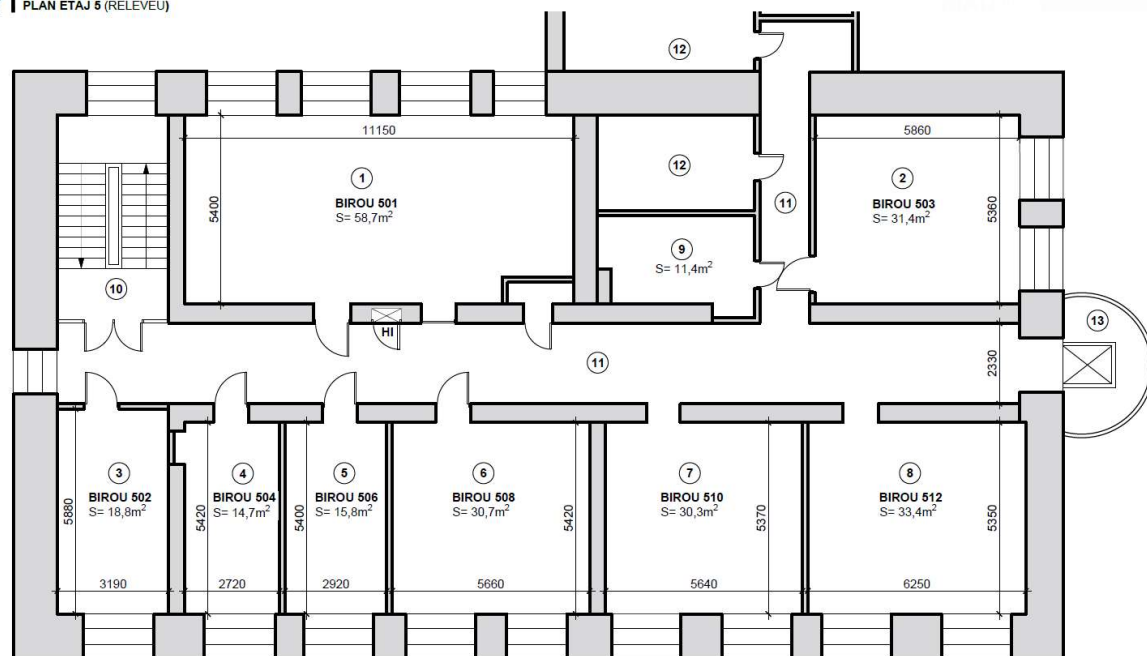 PLAN ETAJ 5 (RELEVEU)
12
11150
5860
1
BIROU 501
S= 58,7m²
5400
12
11
2
BIROU 503
S= 31,4m²
5360
9
S= 11,4m²
10
HI
11
13
2330
3
BIROU 502
S= 18,8m²
5880
3190
4
BIROU 504
S= 14,7m²
5420
2720
5
BIROU 506
S= 15,8m²
5400
2920
6
BIROU 508
S= 30,7m²
5420
5660
7
BIROU 510
S= 30,3m²
5370
5640
8
BIROU 512
S= 33,4m²
5350
6250